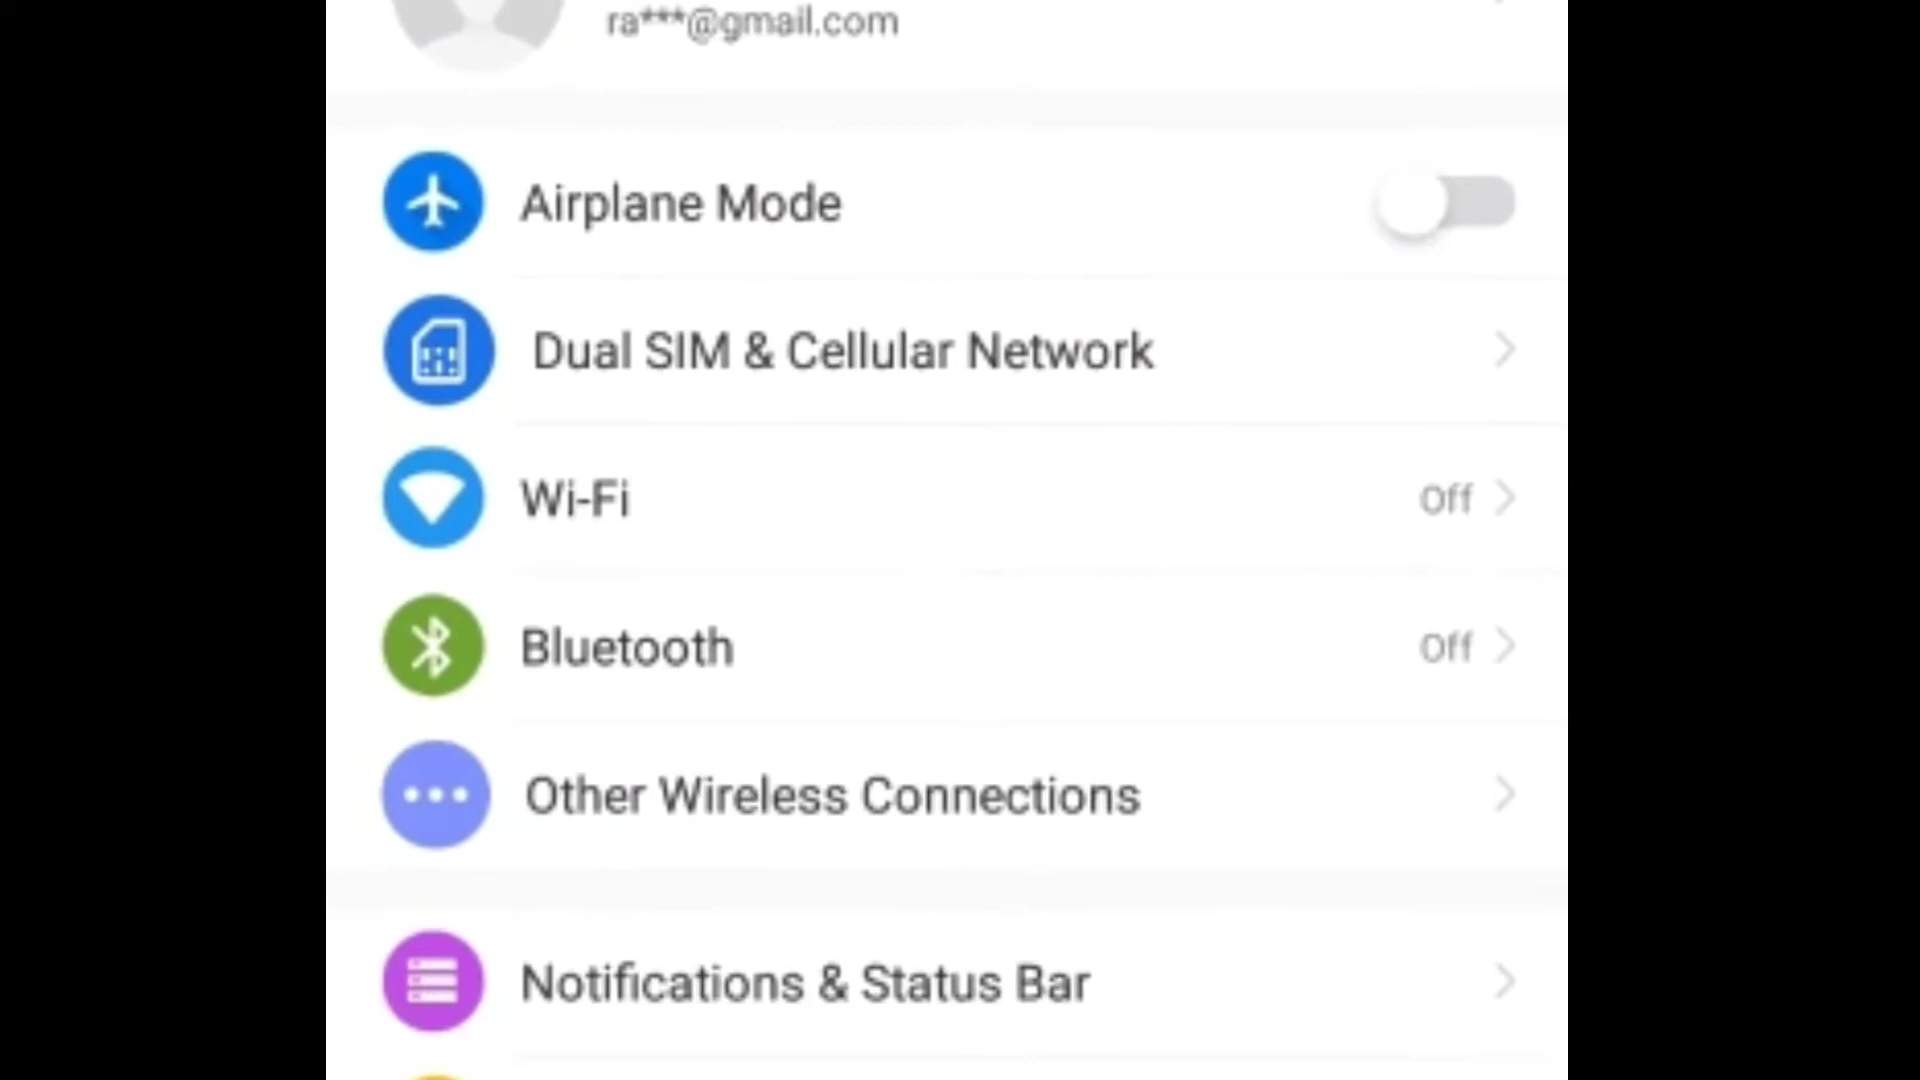 ra***@gmail.com
Airplane Mode
Dual SIM & Cellular Network
Wi-Fi
Off
Bluetooth
Off
Other Wireless Connections
Notifications & Status Bar